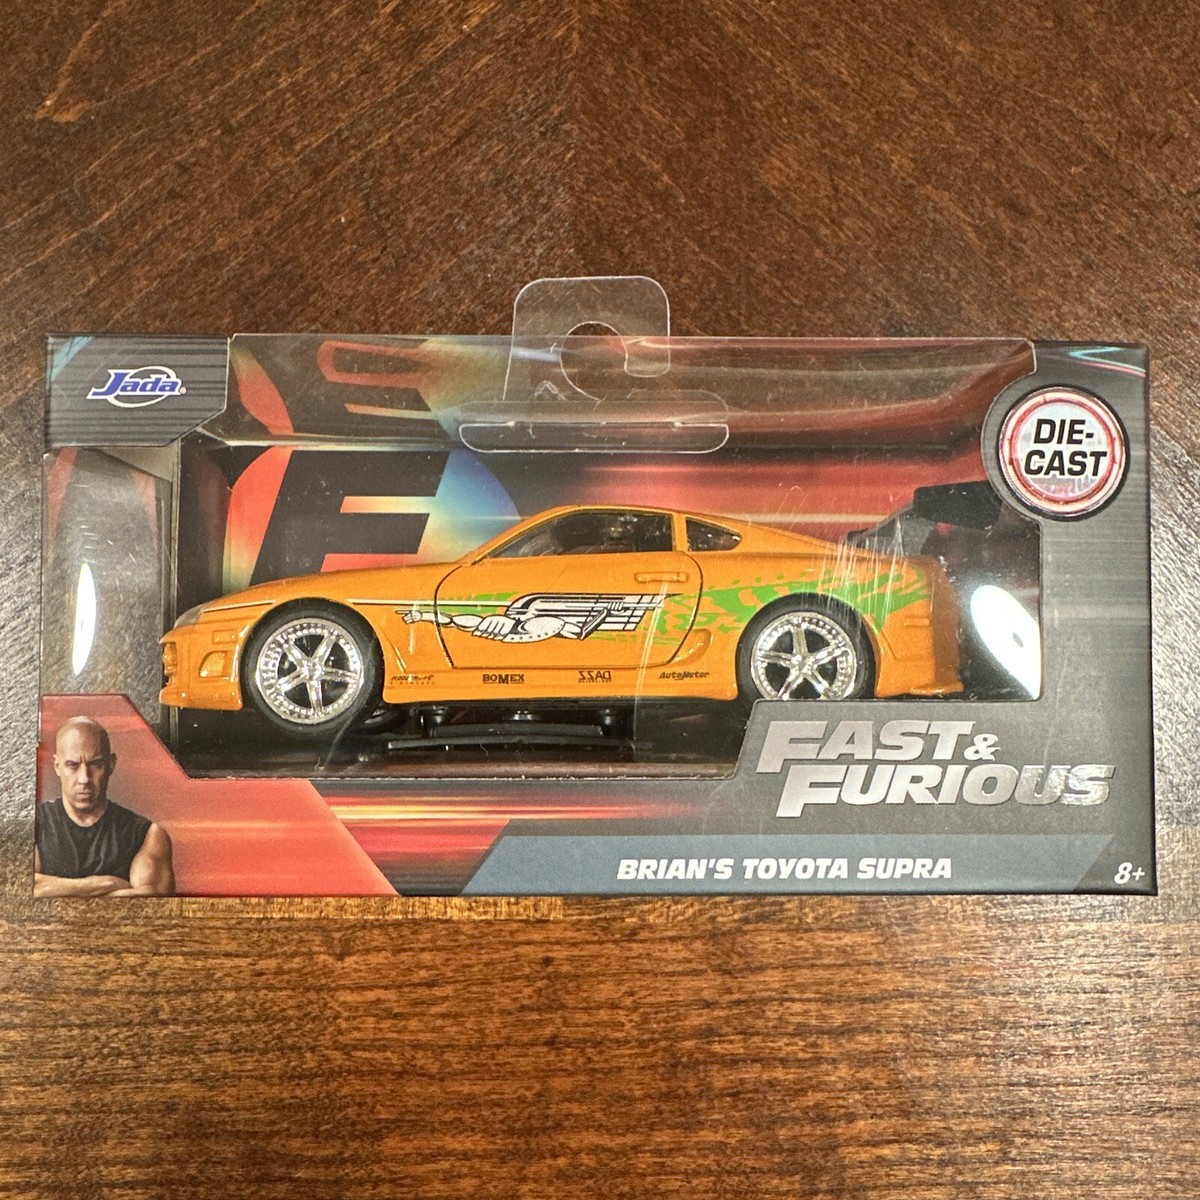 Jada®
DIE-
CAST
F
BOMEX
DAZZ
AutoMeter
FAST &
FURIOUS
BRIAN'S TOYOTA SUPRA
8+